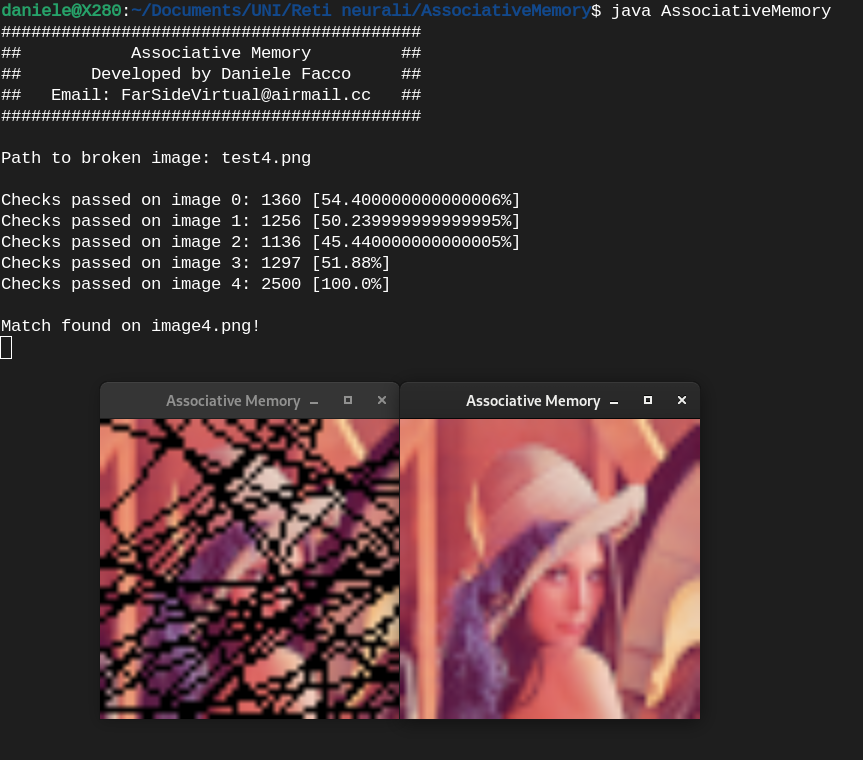 daniele@X280:~/Documents/UNI/Reti neurali/AssociativeMemory$ java AssociativeMemory
##########################################
##           Associative Memory         ##
##       Developed by Daniele Facco     ##
##   Email: FarSideVirtual@airmail.cc   ##
##########################################
Path to broken image: test4.png
Checks passed on image 0: 1360 [54.400000000000006%]
Checks passed on image 1: 1256 [50.239999999999995%]
Checks passed on image 2: 1136 [45.440000000000005%]
Checks passed on image 3: 1297 [51.88%]
Checks passed on image 4: 2500 [100.0%]
Match found on image4.png!
Associative Memory
Associative Memory